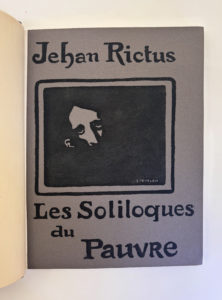 Jehan Rictus
Les Soliloques
du
Pauvre